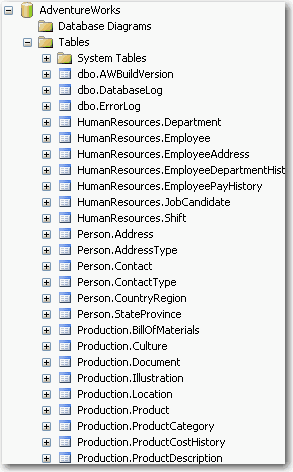 AdventureWorks
Database Diagrams
Tables
System Tables
dbo.AWBuildVersion
dbo.DatabaseLog
dbo.ErrorLog
HumanResources.Department
HumanResources.Employee
HumanResources.EmployeeAddress
HumanResources.EmployeeDepartmentHist
HumanResources.EmployeePayHistory
HumanResources.JobCandidate
HumanResources.Shift
Person.Address
Person.AddressType
Person.Contact
Person.ContactType
Person.CountryRegion
Person.StateProvince
Production.BillOfMaterials
Production.Culture
Production.Document
Production.Illustration
Production.Location
Production.Product
Production.ProductCategory
Production.ProductCostHistory
Production.ProductDescription